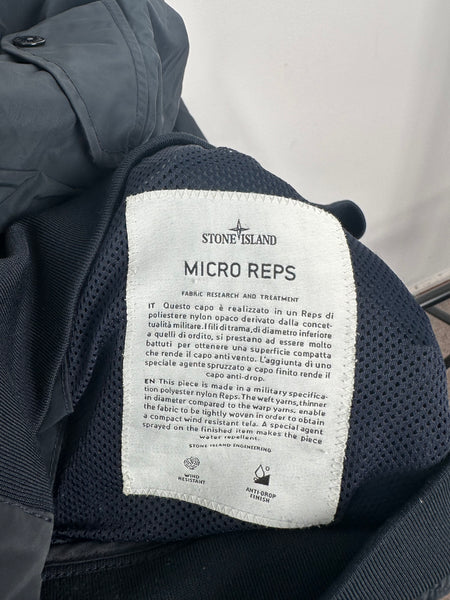 STONE ISLAND
MICRO REPS
FABRIC RESEARCH AND TREATMENT
IT Questo capo è realizzato in un Reps di
poliestere nylon opaco derivato dalla concet-
tualità militare. I fili di trama, di diametro inferiore
a quelli di ordito, si prestano ad essere molto
battuti per ottenere una superficie compatta
che rende il capo anti vento. L'aggiunta di uno
speciale agente spruzzato a capo finito rende il
capo anti-drop.
EN This piece is made in a military specifica-
tion polyester nylon Reps. The weft yarns, thinner
in diameter compared to the warp yarns, enable
the fabric to be tightly woven in order to obtain
a compact wind resistant tela. A special agent
sprayed on the finished item makes the piece
water repellent.
STONE ISLAND ENGINEERING
WIND
RESISTANT
ANTI-DROP
FINISH